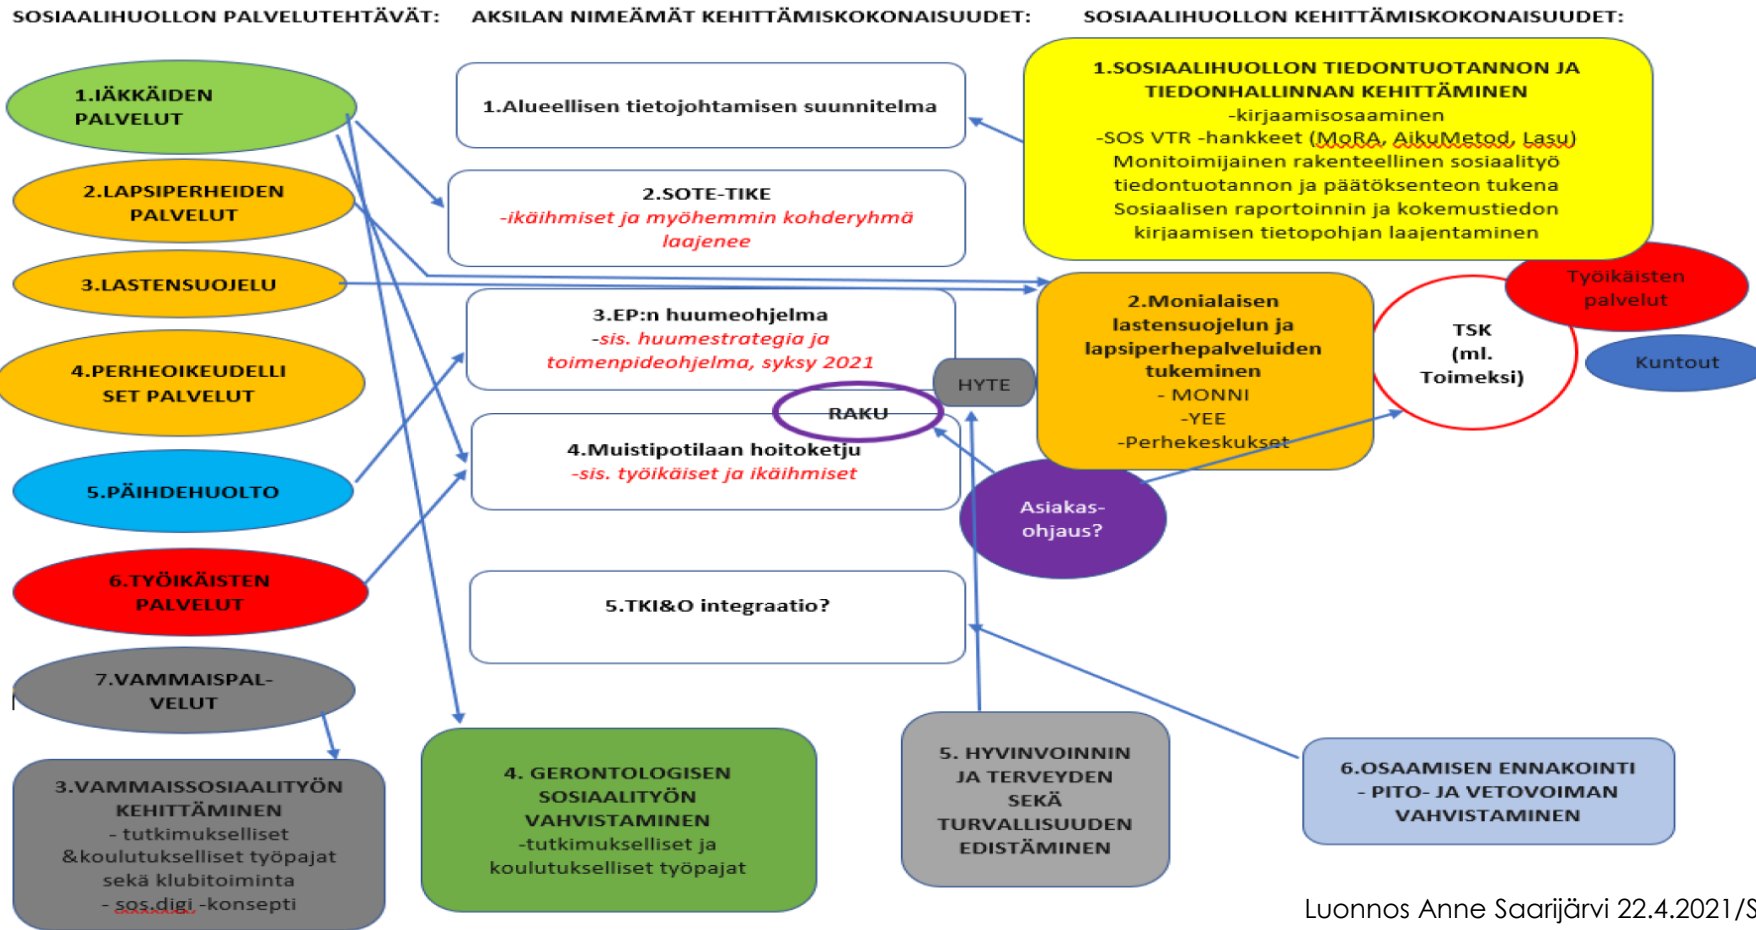 SOSIAALIHUOLLON PALVELUTEHTÄVÄT:
AKSILAN NIMEÄMÄT KEHITTÄMISKOKONAISUUDET:
SOSIAALIHUOLLON KEHITTÄMISKOKONAISUUDET:
1.IÄKKÄIDEN
PALVELUT
2.LAPSIPERHEIDEN
PALVELUT
3.LASTENSUOJELU
4.PERHEOIKEUDELLI
SET PALVELUT
5.PÄIHDEHUOLTO
6.TYÖIKÄISTEN
PALVELUT
7.VAMMAISPAL-
VELUT
1.Alueellisen tietojohtamisen suunnitelma
2.SOTE-TIKE
-ikäihmiset ja myöhemmin kohderyhmä
laajenee
3.EP:n huumeohjelma
-sis. huumestrategia ja
toimenpideohjelma, syksy 2021
HYTE
RAKU
4.Muistipotilaan hoitoketju
-sis. työikäiset ja ikäihmiset
5.TKI&O integraatio?
1.SOSIAALIHUOLLON TIEDONTUOTANNON JA
TIEDONHALLINNAN KEHITTÄMINEN
-kirjaamisosaaminen
-SOS VTR -hankkeet (MoRA, AikuMetod, Lasu)
Monitoimijainen rakenteellinen sosiaalityö
tiedontuotannon ja päätöksenteon tukena
Sosiaalisen raportoinnin ja kokemustiedon
kirjaamisen tietopohjan laajentaminen
2.Monialaisen
lastensuojelun ja
lapsiperhepalveluiden
tukeminen
- MONNI
-YEE
-Perhekeskukset
TSK
(ml.
Toimeksi)
Työikäisten
palvelut
Kuntout
Asiakas-
ohjaus?
3.VAMMAISSOSIAALITYÖN
KEHITTÄMINEN
- tutkimukselliset
&koulutukselliset työpajat
sekä klubitoiminta
- sos.digi -konsepti
4. GERONTOLOGISEN
SOSIAALITYÖN
VAHVISTAMINEN
-tutkimukselliset ja
koulutukselliset työpajat
5. HYVINVOINNIN
JA TERVEYDEN
SEKÄ
TURVALLISUUDEN
EDISTÄMINEN
6.OSAAMISEN ENNAKOINTI
- PITO- JA VETOVOIMAN
VAHVISTAMINEN
Luonnos Anne Saarijärvi 22.4.2021/S